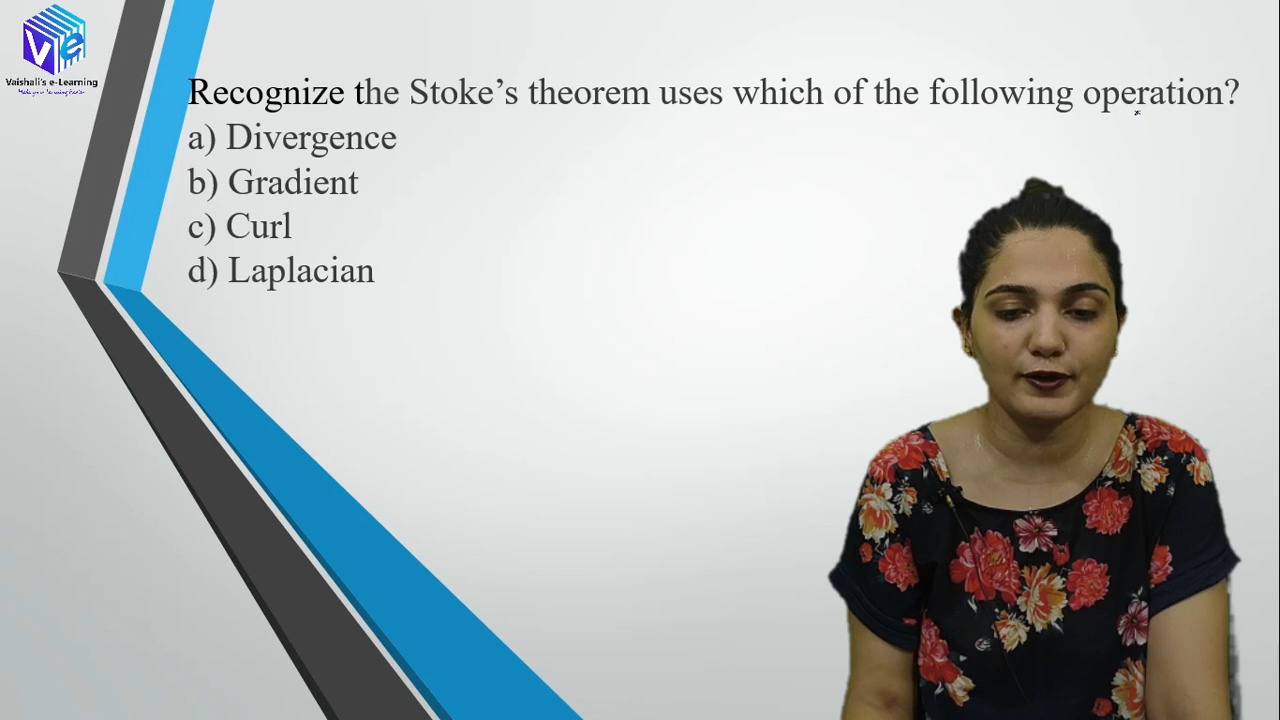 Vaishali's e-Learning
Recognize the Stoke’s theorem uses which of the following operation?
a) Divergence
b) Gradient
c) Curl
d) Laplacian